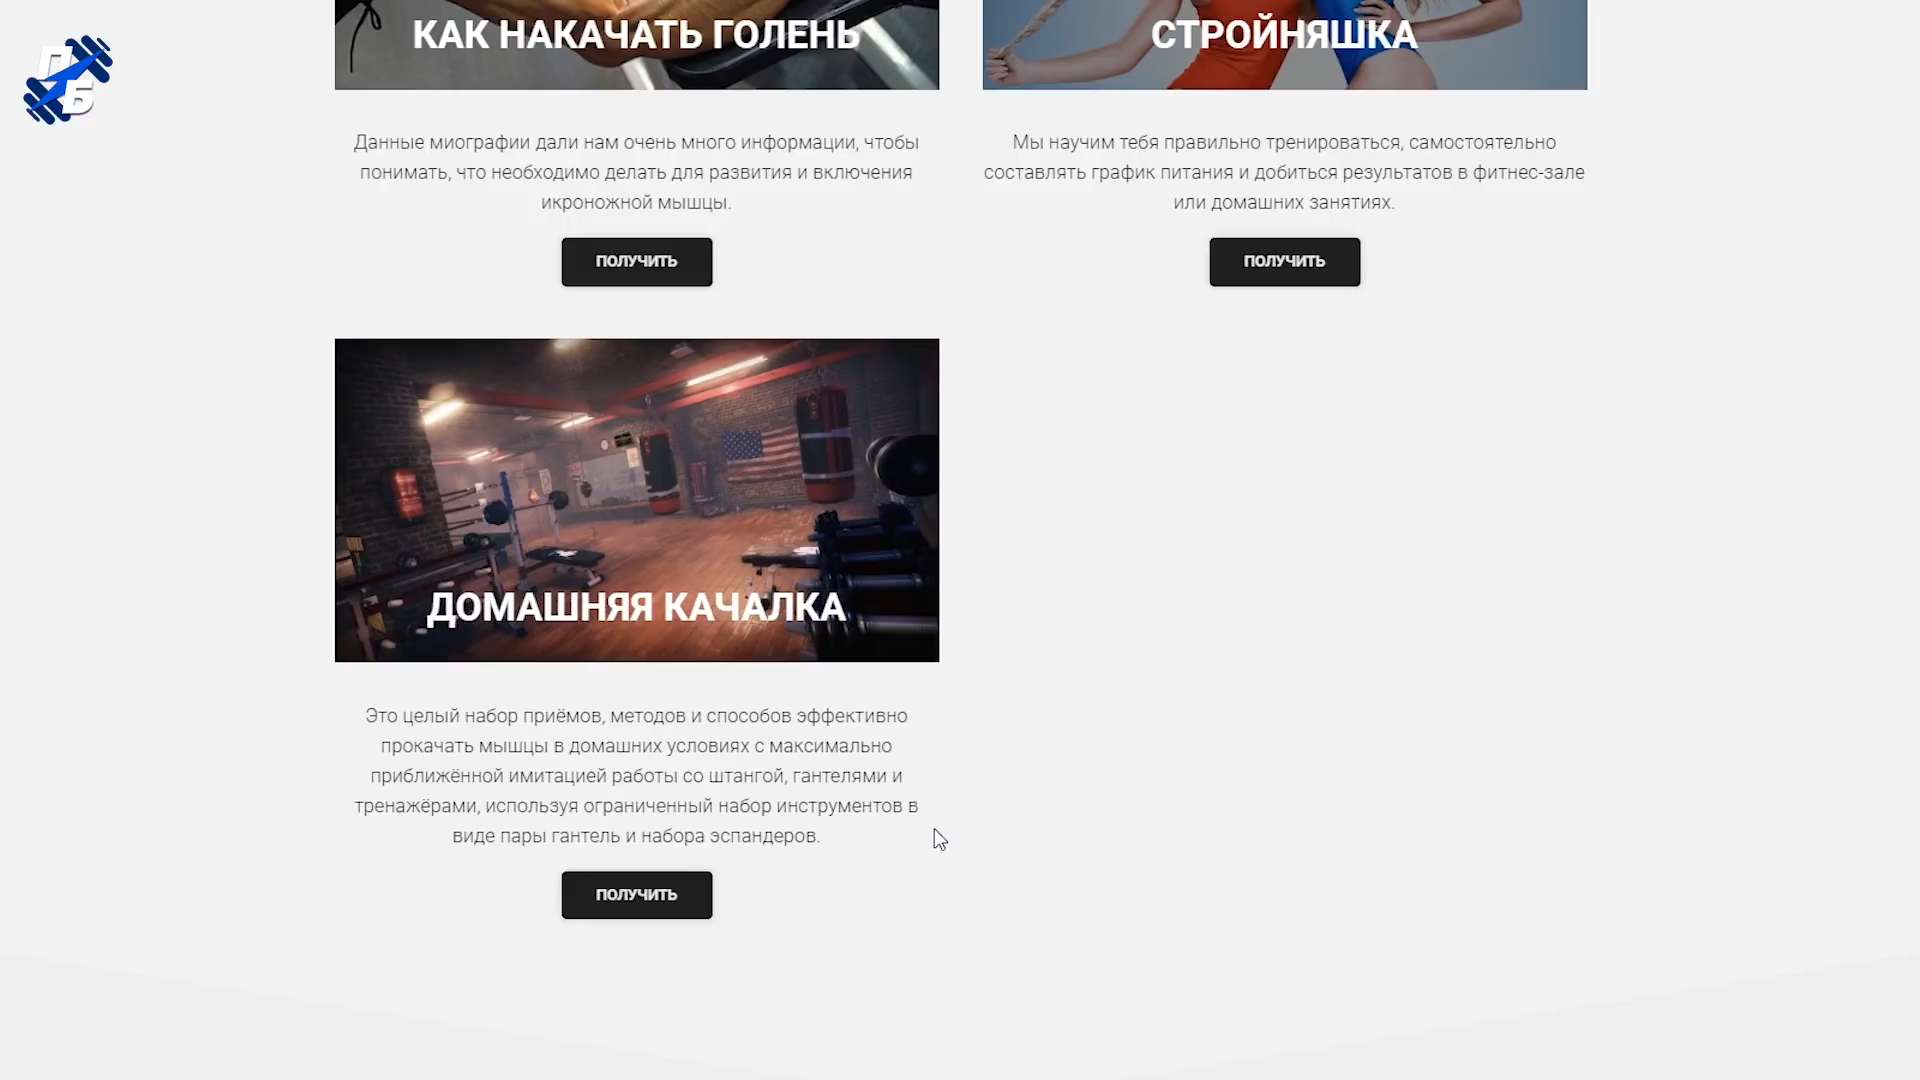 ПБ
КАК НАКАЧАТЬ ГОЛЕНЬ
Данные миографии дали нам очень много информации, чтобы
понимать, что необходимо делать для развития и включения
икроножной мышцы.
ПОЛУЧИТЬ
СТРОЙНЯШКА
Мы научим тебя правильно тренироваться, самостоятельно
составлять график питания и добиться результатов в фитнес-зале
или домашних занятиях.
ПОЛУЧИТЬ
ДОМАШНЯЯ КАЧАЛКА
Это целый набор приёмов, методов и способов эффективно
прокачать мышцы в домашних условиях с максимально
приближённой имитацией работы со штангой, гантелями и
тренажёрами, используя ограниченный набор инструментов в
виде пары гантель и набора эспандеров.
ПОЛУЧИТЬ